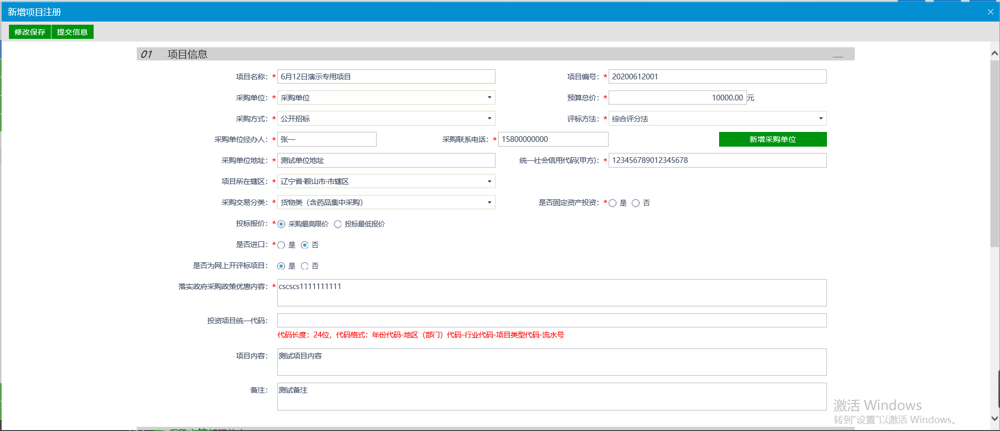 新增项目注册
修改保存 提交信息
01 项目信息
项目名称：* 6月12日演示专用项目 项目编号：* 20200612001
采购单位：* 采购单位 预算总价：* 10000.00 元
采购方式：* 公开招标 评标方法：* 综合评分法
采购单位经办人：* 张一 采购联系电话：* 15800000000 新增采购单位
采购单位地址：* 测试单位地址 统一社会信用代码(甲方)：* 123456789012345678
项目所在辖区：* 辽宁省·鞍山市·市辖区
采购交易分类：* 货物类（含药品集中采购） 是否固定资产投资：* 是 否
投标报价：* 采购最高限价 投标最低报价
是否进口：* 是 否
是否为网上开评标项目： 是 否
落实政府采购政策优惠内容：* cscscs1111111111
投资项目统一代码：
代码长度：24位，代码格式：年份代码-地区（部门）代码-行业代码-项目类型代码-流水号
项目内容： 测试项目内容
备注： 测试备注
激活 Windows
转到“设置”以激活 Windows。